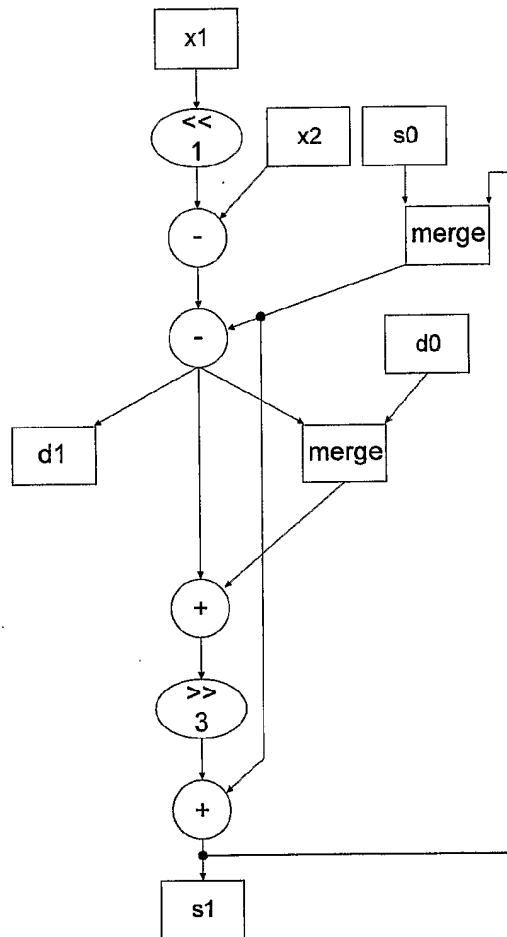 x1
<<
1
x2
s0
-
merge
-
d0
d1
merge
+
>>
3
+
s1